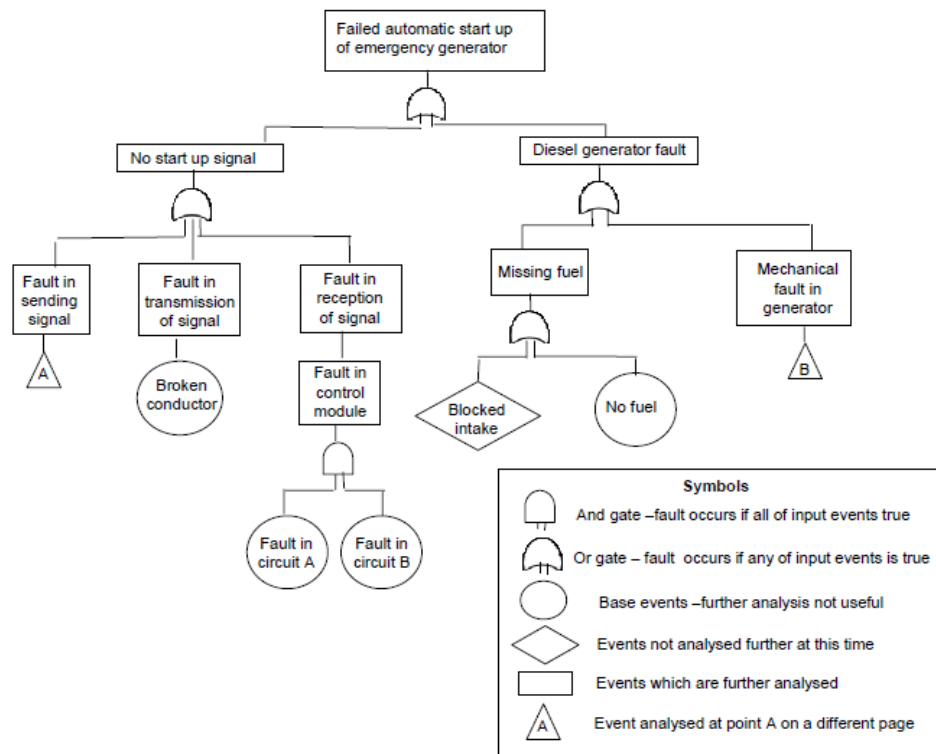 Failed automatic start up
of emergency generator
No start up signal
Diesel generator fault
Fault in
sending
signal
Fault in
transmission
of signal
Fault in
reception
of signal
Missing fuel
Mechanical
fault in
generator
A
Broken
conductor
Fault in
control
module
Blocked
intake
No fuel
B
Fault in
circuit A
Fault in
circuit B
Symbols
And gate –fault occurs if all of input events true
Or gate – fault occurs if any of input events is true
Base events –further analysis not useful
Events not analysed further at this time
Events which are further analysed
A
Event analysed at point A on a different page